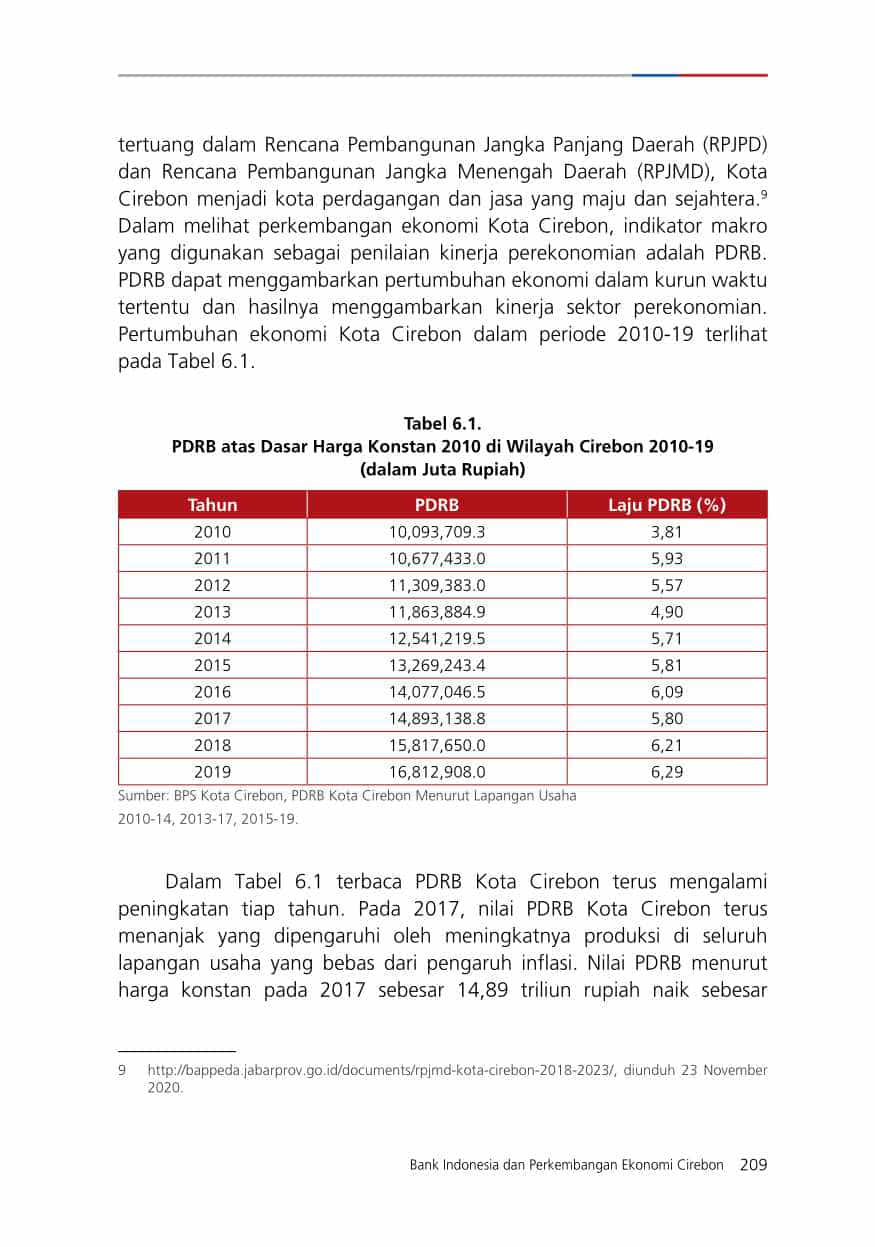 tertuang dalam Rencana Pembangunan Jangka Panjang Daerah (RPJPD)
dan Rencana Pembangunan Jangka Menengah Daerah (RPJMD), Kota
Cirebon menjadi kota perdagangan dan jasa yang maju dan sejahtera.9
Dalam melihat perkembangan ekonomi Kota Cirebon, indikator makro
yang digunakan sebagai penilaian kinerja perekonomian adalah PDRB.
PDRB dapat menggambarkan pertumbuhan ekonomi dalam kurun waktu
tertentu dan hasilnya menggambarkan kinerja sektor perekonomian.
Pertumbuhan ekonomi Kota Cirebon dalam periode 2010-19 terlihat
pada Tabel 6.1.
Tabel 6.1.
PDRB atas Dasar Harga Konstan 2010 di Wilayah Cirebon 2010-19
(dalam Juta Rupiah)
Tahun PDRB Laju PDRB (%)
2010 10,093,709.3 3,81
2011 10,677,433.0 5,93
2012 11,309,383.0 5,57
2013 11,863,884.9 4,90
2014 12,541,219.5 5,71
2015 13,269,243.4 5,81
2016 14,077,046.5 6,09
2017 14,893,138.8 5,80
2018 15,817,650.0 6,21
2019 16,812,908.0 6,29
Sumber: BPS Kota Cirebon, PDRB Kota Cirebon Menurut Lapangan Usaha
2010-14, 2013-17, 2015-19.
Dalam Tabel 6.1 terbaca PDRB Kota Cirebon terus mengalami
peningkatan tiap tahun. Pada 2017, nilai PDRB Kota Cirebon terus
menanjak yang dipengaruhi oleh meningkatnya produksi di seluruh
lapangan usaha yang bebas dari pengaruh inflasi. Nilai PDRB menurut
harga konstan pada 2017 sebesar 14,89 triliun rupiah naik sebesar
9 http://bappeda.jabarprov.go.id/documents/rpjmd-kota-cirebon-2018-2023/, diunduh 23 November
2020.
Bank Indonesia dan Perkembangan Ekonomi Cirebon 209